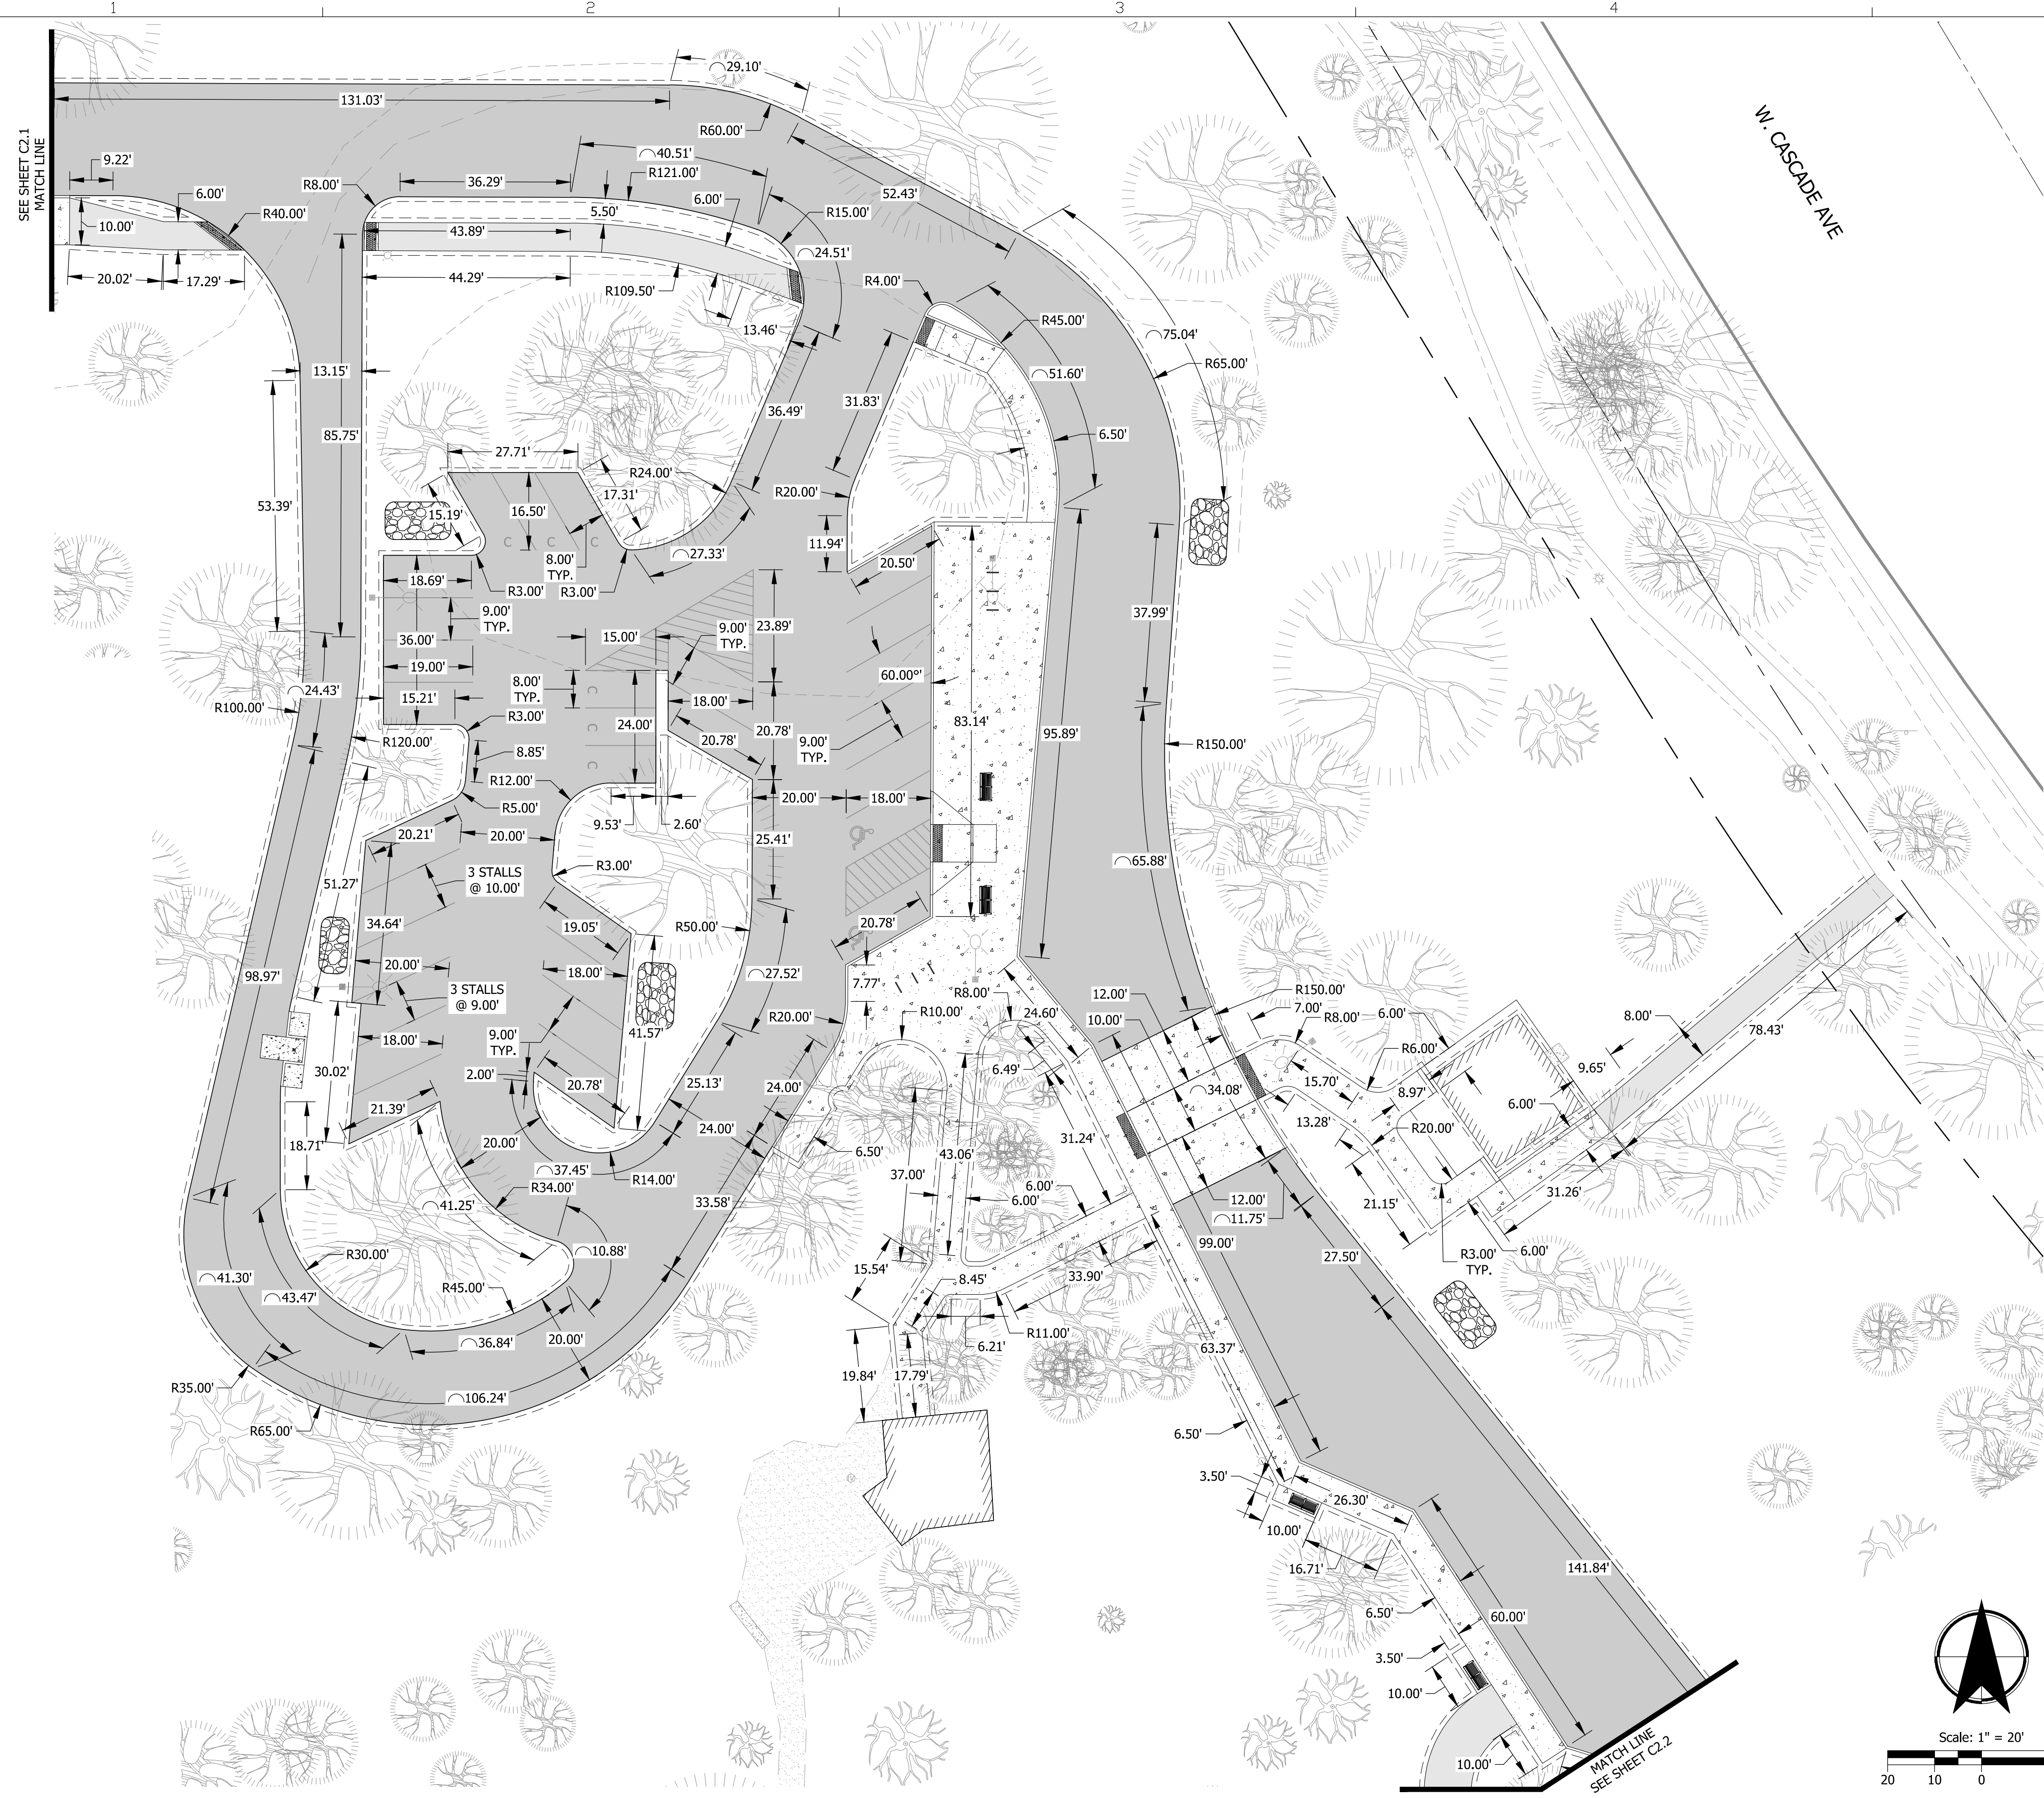 1
2
3
4
SEE SHEET C2.1
MATCH LINE
29.10'
131.03'
R60.00'
W. CASCADE AVE
9.22'
40.51'
R121.00'
R8.00'
36.29'
52.43'
6.00'
6.00'
R40.00'
5.50'
R15.00'
10.00'
43.89'
24.51'
20.02'
17.29'
44.29'
R4.00'
R109.50'
R45.00'
13.46'
75.04'
R65.00'
13.15'
51.60'
31.83'
36.49'
85.75'
6.50'
27.71'
R24.00'
R20.00'
17.31'
53.39'
15.19'
16.50'
C C C
11.94'
27.33'
8.00'
TYP.
20.50'
18.69'
R3.00'
R3.00'
9.00'
TYP.
37.99'
23.89'
36.00'
15.00'
9.00'
TYP.
19.00'
60.00°
8.00'
TYP.
C
24.43'
15.21'
18.00'
R100.00'
R3.00'
24.00'
C
83.14'
20.78'
95.89'
R120.00'
20.78'
9.00'
TYP.
R150.00'
8.85'
C
R12.00'
20.00'
18.00'
R5.00'
9.53'
2.60'
20.21'
20.00'
25.41'
65.88'
R3.00'
3 STALLS
@ 10.00'
51.27'
34.64'
19.05'
R50.00'
20.78'
20.00'
18.00'
98.97'
27.52'
7.77'
3 STALLS
@ 9.00'
R8.00'
12.00'
R150.00'
R10.00'
24.60'
7.00'
R8.00'
6.00'
8.00'
78.43'
R20.00'
10.00'
41.57'
9.00'
TYP.
18.00'
R6.00'
30.02'
6.49'
9.65'
2.00'
20.78'
25.13'
24.00'
15.70'
8.97'
34.08'
6.00'
21.39'
13.28'
R20.00'
24.00'
18.71'
20.00'
31.24'
6.50'
43.06'
37.00'
37.45'
R14.00'
R34.00'
6.00'
31.26'
41.25'
33.58'
6.00'
12.00'
21.15'
11.75'
99.00'
10.88'
R30.00'
27.50'
R3.00'
TYP.
6.00'
15.54'
41.30'
8.45'
33.90'
R45.00'
43.47'
R11.00'
36.84'
20.00'
6.21'
63.37'
19.84'
17.79'
R35.00'
106.24'
R65.00'
6.50'
3.50'
26.30'
10.00'
16.71'
141.84'
6.50'
60.00'
3.50'
10.00'
10.00'
MATCH LINE
SEE SHEET C2.2
Scale: 1" = 20'
20 10 0